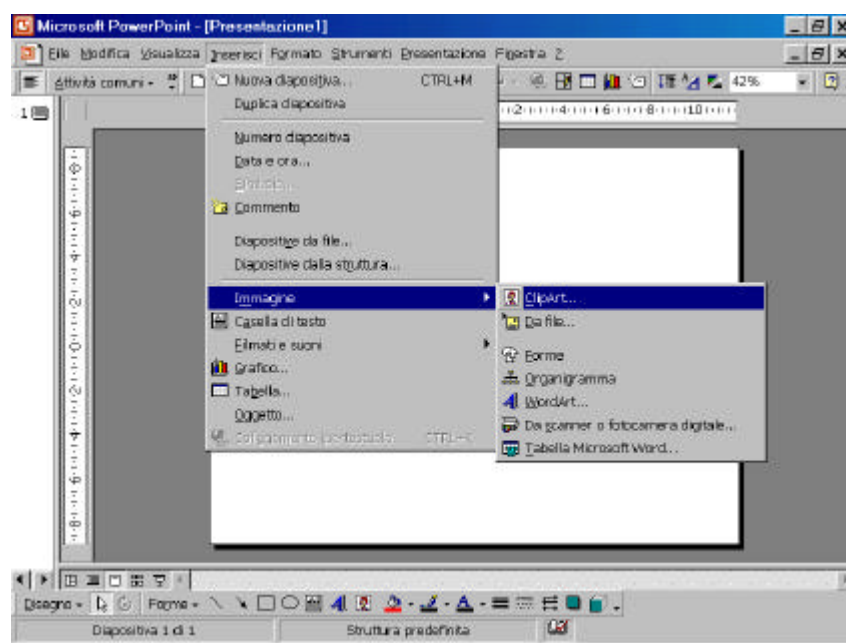 Microsoft PowerPoint - [Presentazione1]
File Modifica Visualizza Inserisci Formato Strumenti Presentazione Finestra ?
Attività comuni 42%
Nuova diapositiva... CTRL+M
Duplica diapositiva
Numero diapositiva
Data e ora...
Commento
Diapositive da file...
Diapositive dalla struttura...
Immagine
Casella di testo
Filmati e suoni
Grafico...
Tabella...
Oggetto...
Collegamento ipertestuale
ClipArt...
Da file...
Forme
Organigramma
WordArt...
Da scanner o fotocamera digitale...
Tabella Microsoft Word...
Disegno Forme
Diapositiva 1 di 1 Struttura predefinita